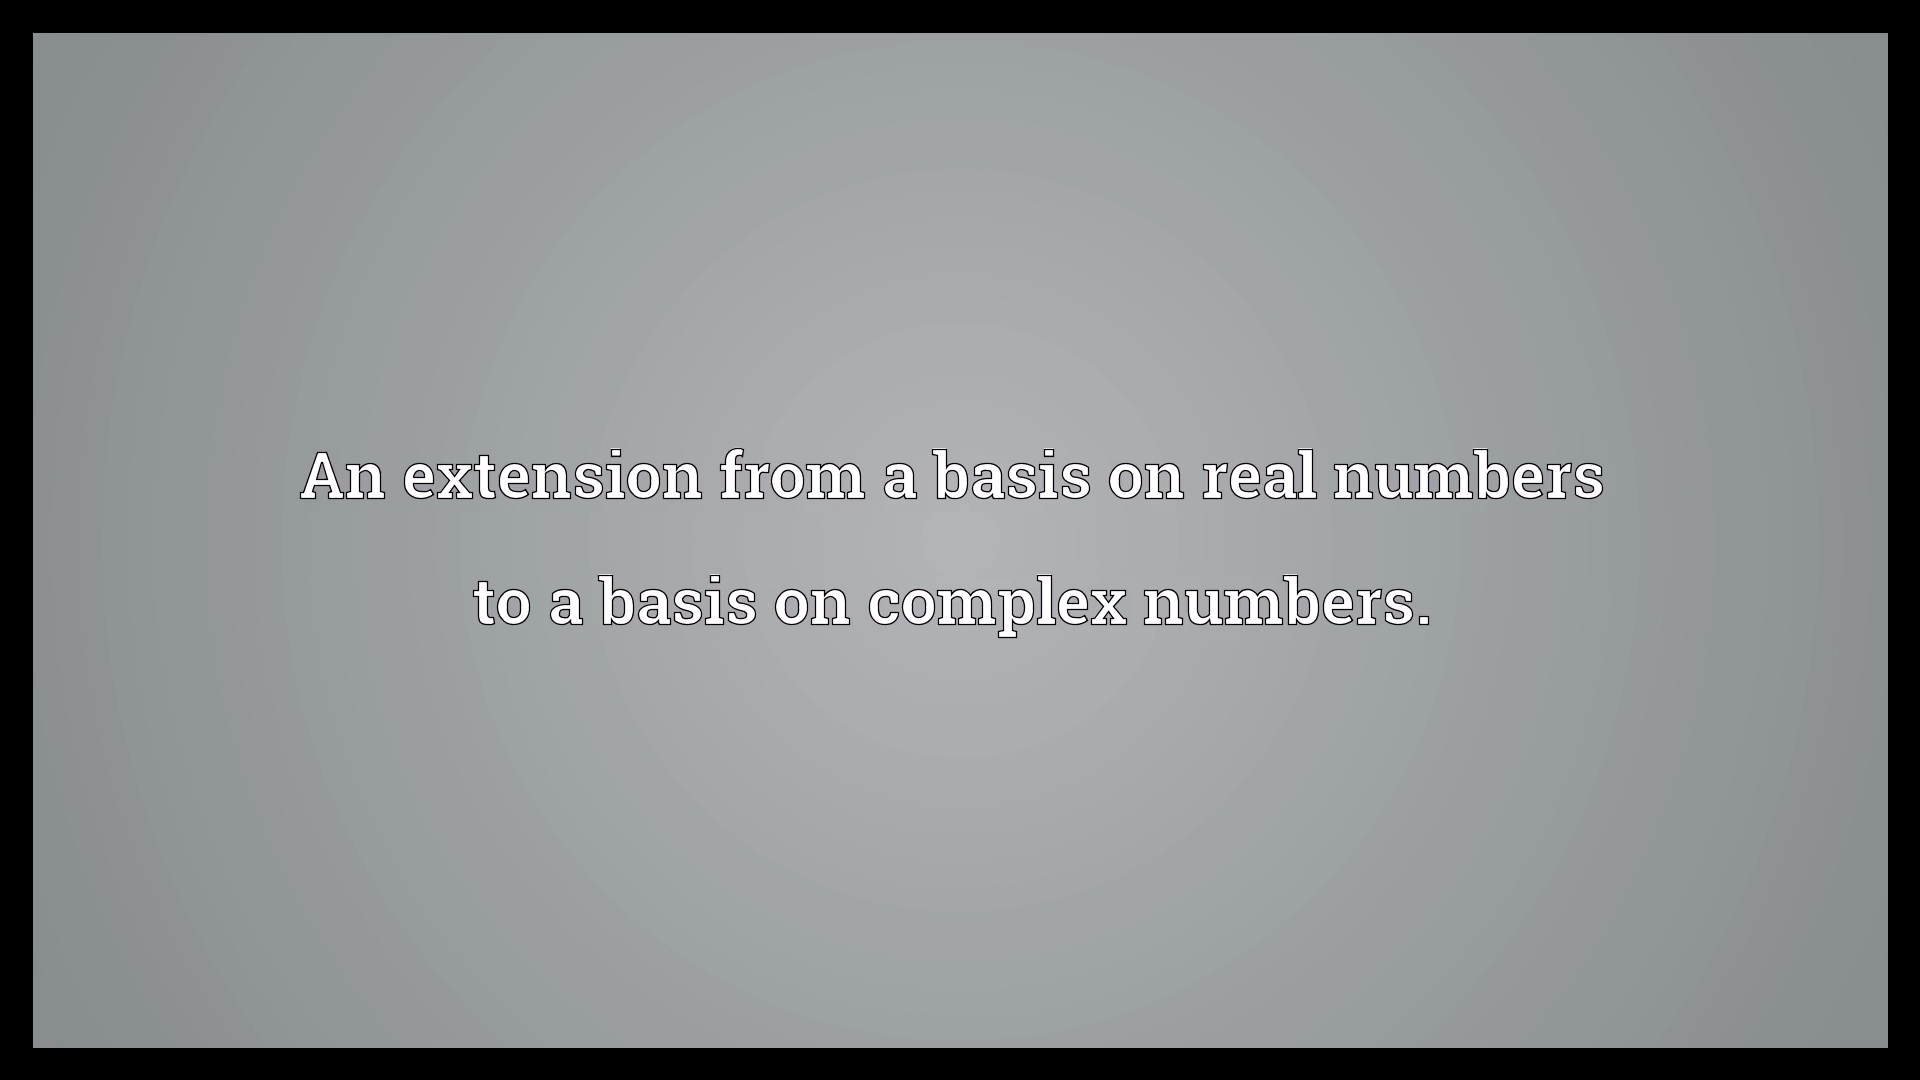 An extension from a basis on real numbers
to a basis on complex numbers.